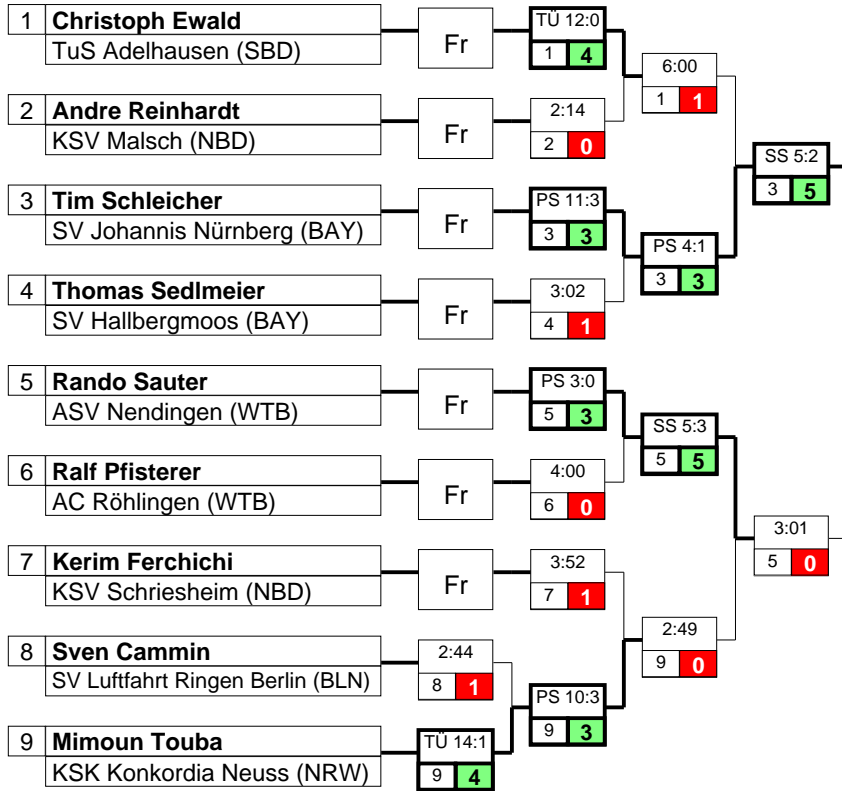 1 Christoph Ewald
TuS Adelhausen (SBD)
Fr
TÜ 12:0
1 4
6:00
1 1
2 Andre Reinhardt
KSV Malsch (NBD)
Fr
2:14
2 0
SS 5:2
3 5
3 Tim Schleicher
SV Johannis Nürnberg (BAY)
Fr
PS 11:3
3 3
PS 4:1
3 3
4 Thomas Sedlmeier
SV Hallbergmoos (BAY)
Fr
3:02
4 1
5 Rando Sauter
ASV Nendingen (WTB)
Fr
PS 3:0
5 3
SS 5:3
5 5
6 Ralf Pfisterer
AC Röhlingen (WTB)
Fr
4:00
6 0
3:01
5 0
7 Kerim Ferchichi
KSV Schriesheim (NBD)
Fr
3:52
7 1
2:49
9 0
8 Sven Cammin
SV Luftfahrt Ringen Berlin (BLN)
2:44
8 1
PS 10:3
9 3
9 Mimoun Touba
KSK Konkordia Neuss (NRW)
TÜ 14:1
9 4